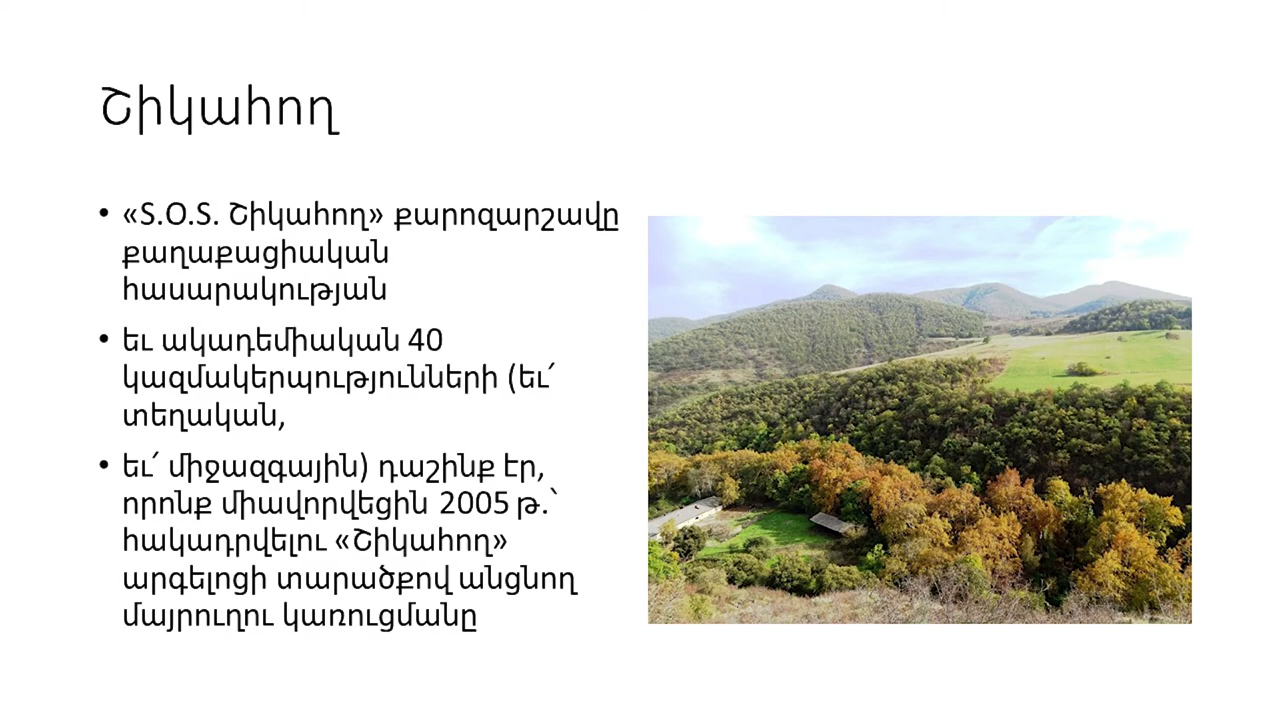 Շիկահող
• «S.O.S. Շիկահող» քարոզարշավը
քաղաքացիական
հասարակության
• եւ ակադեմիական 40
կազմակերպությունների (եւ՛
տեղական,
• եւ՛ միջազգային) դաշինք էր,
որոնք միավորվեցին 2005 թ.՝
հակադրվելու «Շիկահող»
արգելոցի տարածքով անցնող
մայրուղու կառուցմանը